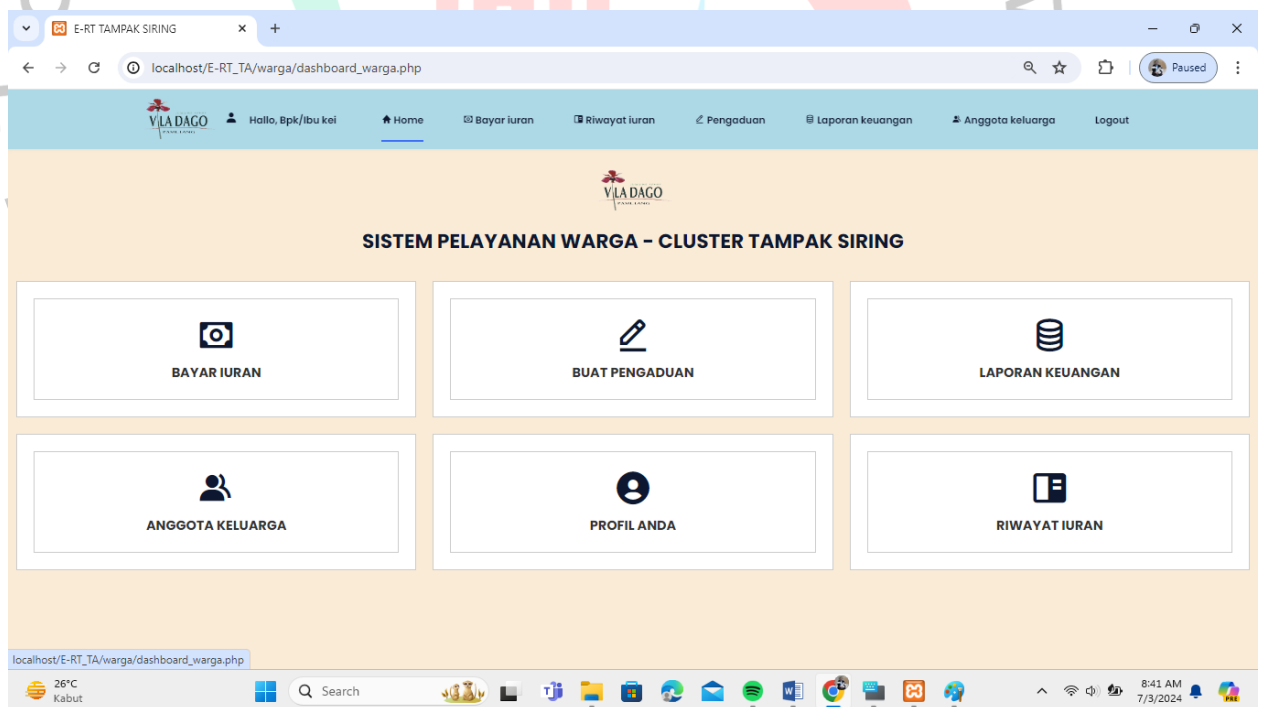 E-RT TAMPAK SIRING
localhost/E-RT_TA/warga/dashboard_warga.php
Paused
VILA DAGO
Hallo, Bpk/Ibu kei
Home
Bayar iuran
Riwayat iuran
Pengaduan
Laporan keuangan
Anggota keluarga
Logout
VILA DAGO
SISTEM PELAYANAN WARGA - CLUSTER TAMPAK SIRING
BAYAR IURAN
BUAT PENGADUAN
LAPORAN KEUANGAN
ANGGOTA KELUARGA
PROFIL ANDA
RIWAYAT IURAN
localhost/E-RT_TA/warga/dashboard_warga.php
26°C
Kabut
Search
8:41 AM
7/3/2024
PRE